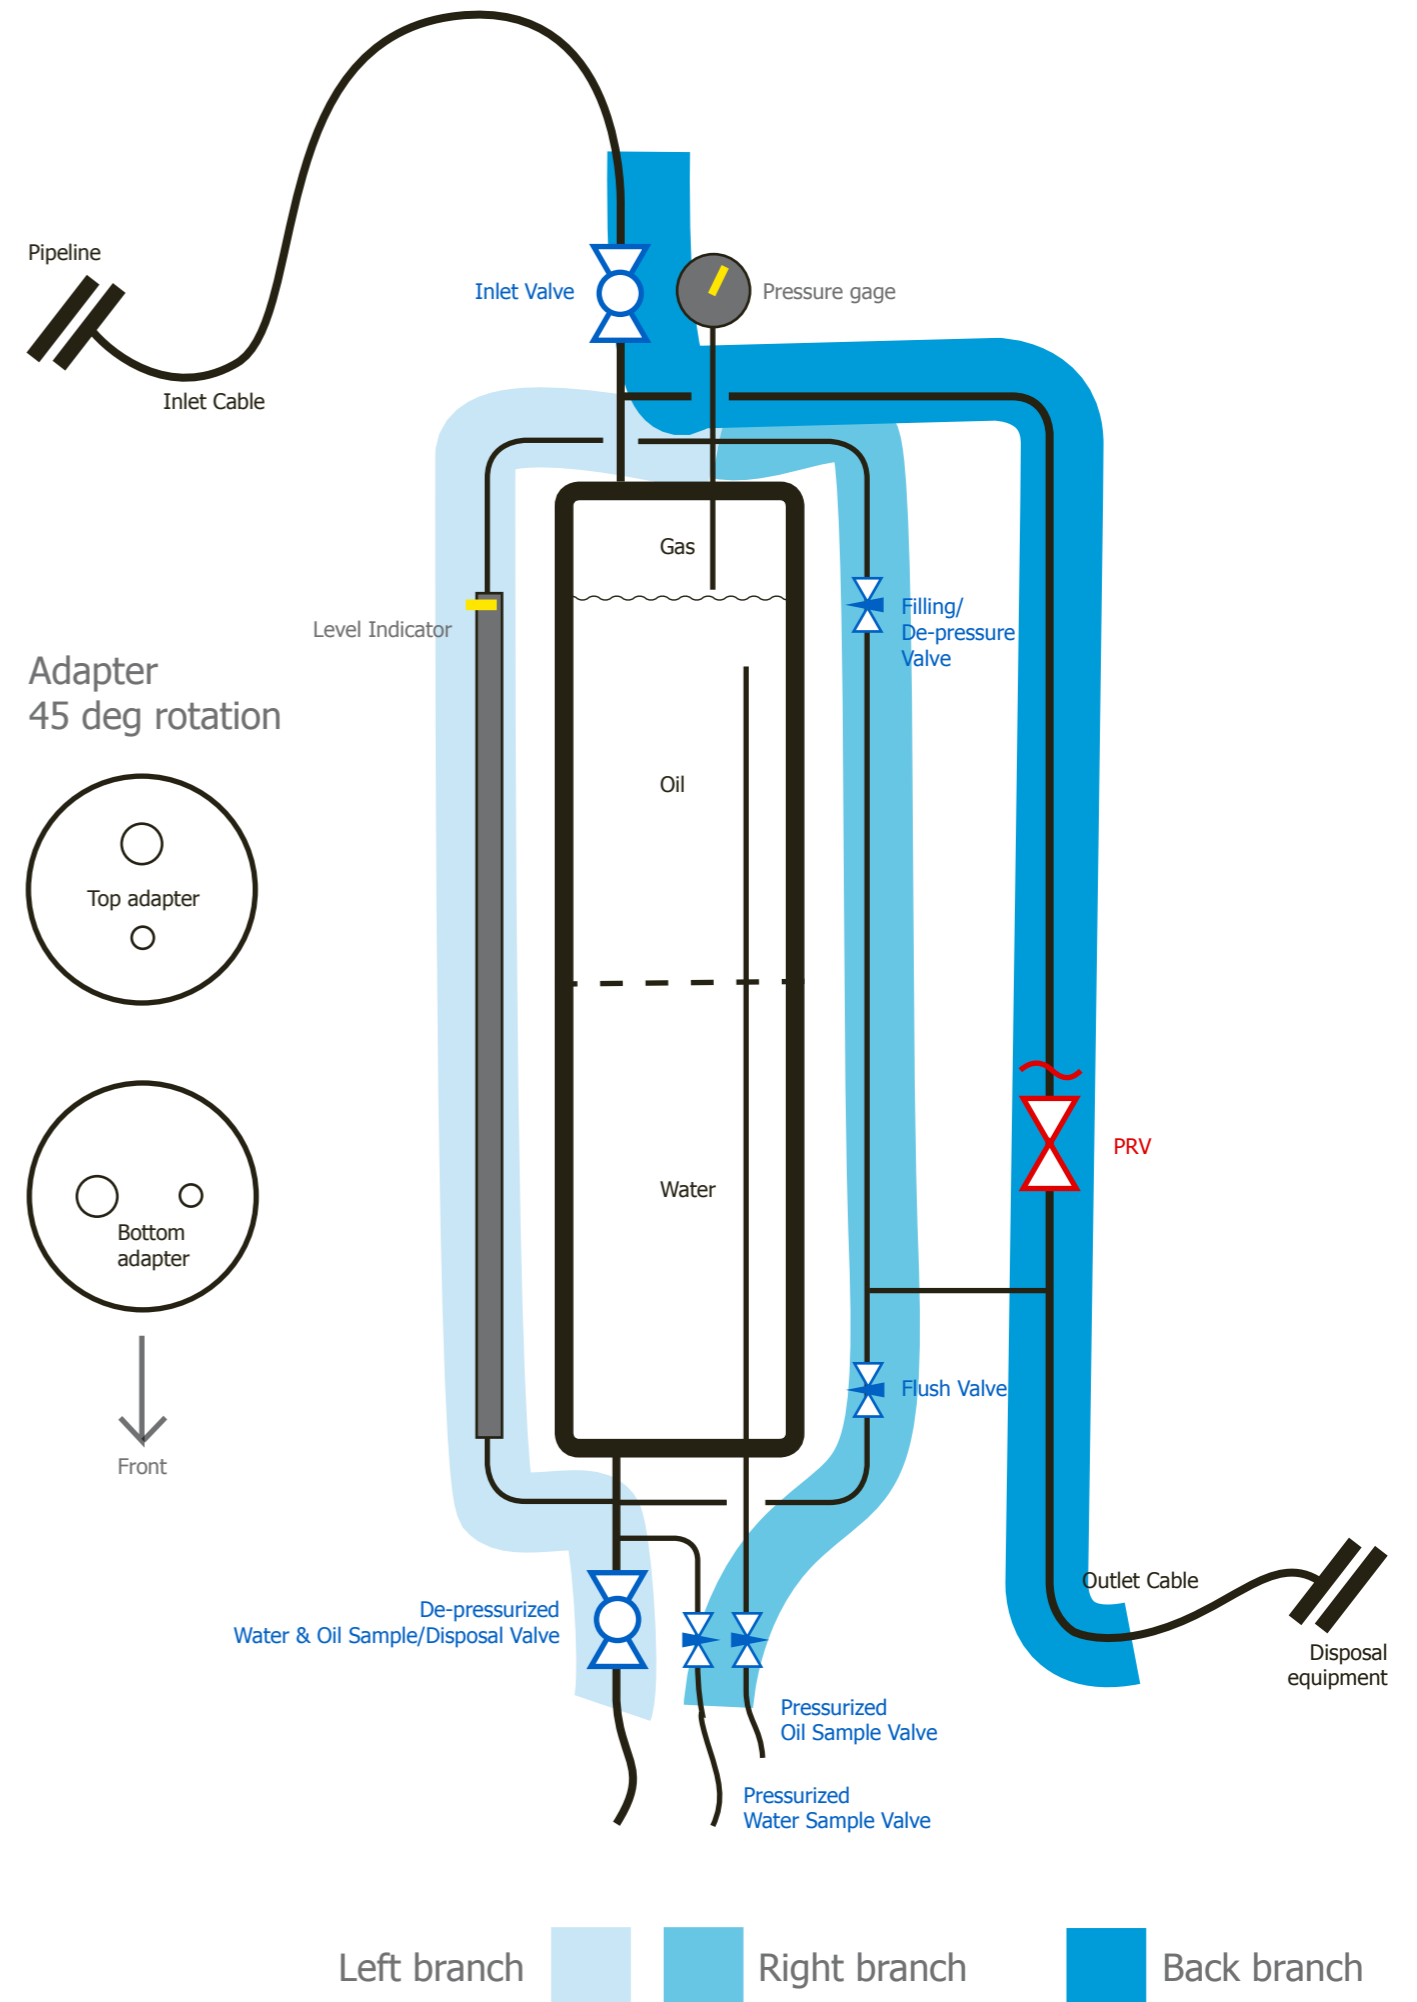 Pipeline
Inlet Valve
Pressure gage
Inlet Cable
Gas
Level Indicator
Filling/
De-pressure
Valve
Adapter
45 deg rotation
Oil
Top adapter
PRV
Water
Bottom
adapter
Flush Valve
Front
Outlet Cable
De-pressurized
Water & Oil Sample/Disposal Valve
Disposal
equipment
Pressurized
Oil Sample Valve
Pressurized
Water Sample Valve
Left branch
Right branch
Back branch